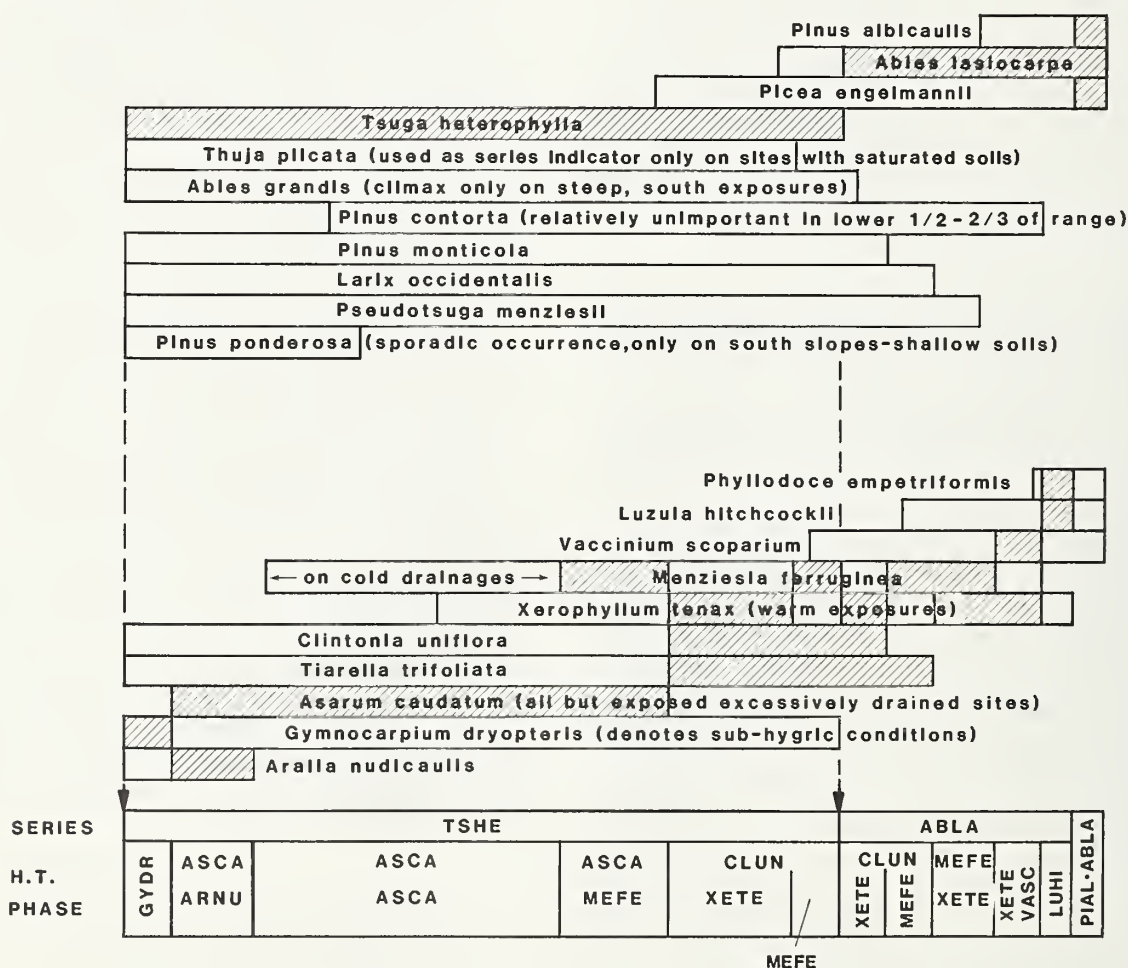 Pinus albicaulis
Abies lasiocarpa
Picea engelmannii
Tsuga heterophylla
Thuja plicata (used as series indicator only on sites with saturated soils)
Abies grandis (climax only on steep, south exposures)
Pinus contorta (relatively unimportant in lower 1/2-2/3 of range)
Pinus monticola
Larix occidentalis
Pseudotsuga menziesii
Pinus ponderosa (sporadic occurrence,only on south slopes-shallow soils)
Phyllodoce empetriformis
Luzula hitchcockii
Vaccinium scoparium
← on cold drainages → Menziesia ferruginea
Xerophyllum tenax (warm exposures)
Clintonia uniflora
Tiarella trifoliata
Asarum caudatum (all but exposed excessively drained sites)
Gymnocarpium dryopteris (denotes sub-hygric conditions)
Aralia nudicaulis
SERIES TSHE ABLA PIAL-ABLA
H.T. GYDR ASCA ASCA ASCA CLUN CLUN MEFE XETE LUHI
PHASE ARNU ASCA MEFE XETE XETE MEFE XETE VASC
MEFE